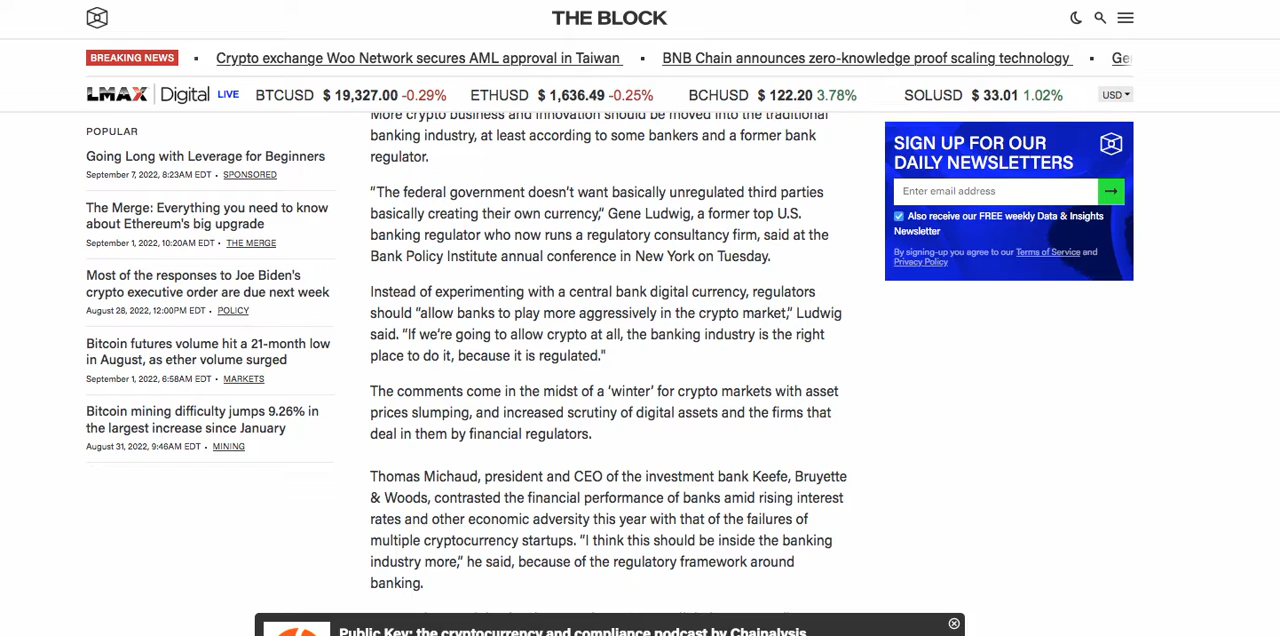 THE BLOCK
BREAKING NEWS ▪ Crypto exchange Woo Network secures AML approval in Taiwan ▪ BNB Chain announces zero-knowledge proof scaling technology ▪
LMAX Digital LIVE BTCUSD $ 19,327.00 -0.29% ETHUSD $ 1,636.49 -0.25% BCHUSD $ 122.20 3.78% SOLUSD $ 33.01 1.02% USD
POPULAR
Going Long with Leverage for Beginners
September 7, 2022, 8:23AM EDT • SPONSORED
The Merge: Everything you need to know
about Ethereum's big upgrade
September 1, 2022, 10:20AM EDT • THE MERGE
Most of the responses to Joe Biden's
crypto executive order are due next week
August 28, 2022, 12:00PM EDT • POLICY
Bitcoin futures volume hit a 21-month low
in August, as ether volume surged
September 1, 2022, 6:58AM EDT • MARKETS
Bitcoin mining difficulty jumps 9.26% in
the largest increase since January
August 31, 2022, 9:46AM EDT • MINING
More crypto business and innovation should be moved into the traditional
banking industry, at least according to some bankers and a former bank
regulator.
"The federal government doesn't want basically unregulated third parties
basically creating their own currency," Gene Ludwig, a former top U.S.
banking regulator who now runs a regulatory consultancy firm, said at the
Bank Policy Institute annual conference in New York on Tuesday.
Instead of experimenting with a central bank digital currency, regulators
should "allow banks to play more aggressively in the crypto market," Ludwig
said. "If we're going to allow crypto at all, the banking industry is the right
place to do it, because it is regulated."
The comments come in the midst of a 'winter' for crypto markets with asset
prices slumping, and increased scrutiny of digital assets and the firms that
deal in them by financial regulators.
Thomas Michaud, president and CEO of the investment bank Keefe, Bruyette
& Woods, contrasted the financial performance of banks amid rising interest
rates and other economic adversity this year with that of the failures of
multiple cryptocurrency startups. "I think this should be inside the banking
industry more," he said, because of the regulatory framework around
banking.
SIGN UP FOR OUR
DAILY NEWSLETTERS
Enter email address
Also receive our FREE weekly Data & Insights
Newsletter
By signing-up you agree to our Terms of Service and
Privacy Policy
Public Key: the cryptocurrency and compliance podcast by Chainalysis